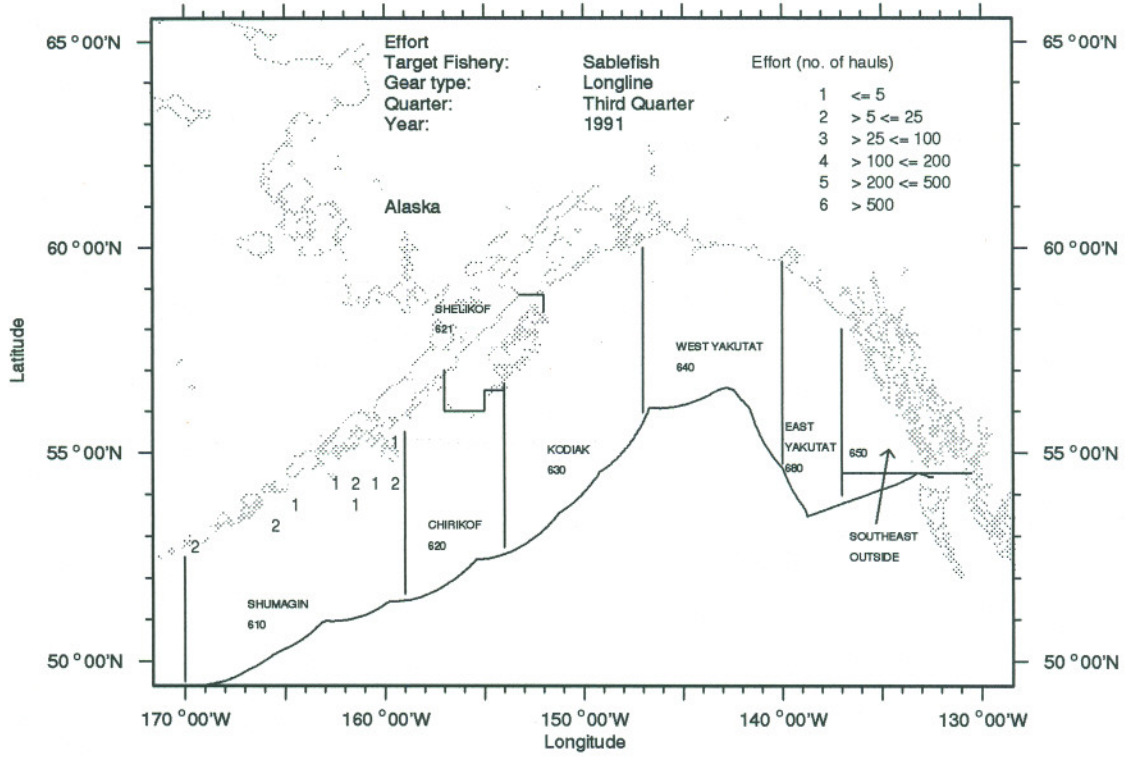 Effort
Target Fishery: Sablefish
Gear type: Longline
Quarter: Third Quarter
Year: 1991
Effort (no. of hauls)
1 <= 5
2 > 5 <= 25
3 > 25 <= 100
4 > 100 <= 200
5 > 200 <= 500
6 > 500
65 °00'N 65 °00'N
Alaska
60 °00'N 60 °00'N
SHELIKOF
621
WEST YAKUTAT
640
55 °00'N 55 °00'N
EAST
YAKUTAT
680
650
KODIAK
630
1
1 2 1 2
1 1
2
2
CHIRIKOF
620
SOUTHEAST
OUTSIDE
SHUMAGIN
610
50 °00'N 50 °00'N
170 °00'W 160 °00'W 150 °00'W 140 °00'W 130 °00'W
Latitude
Longitude